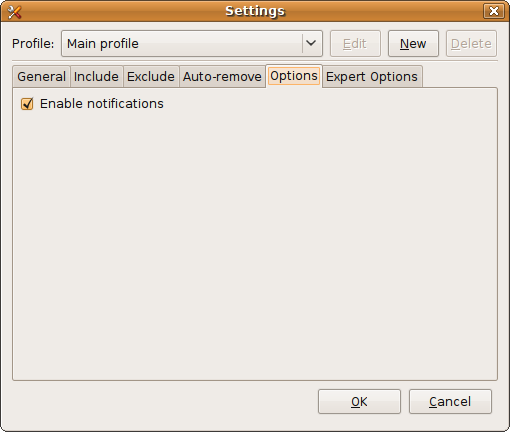 Settings
Profile: Main profile Edit New Delete
General Include Exclude Auto-remove Options Expert Options
Enable notifications
OK Cancel